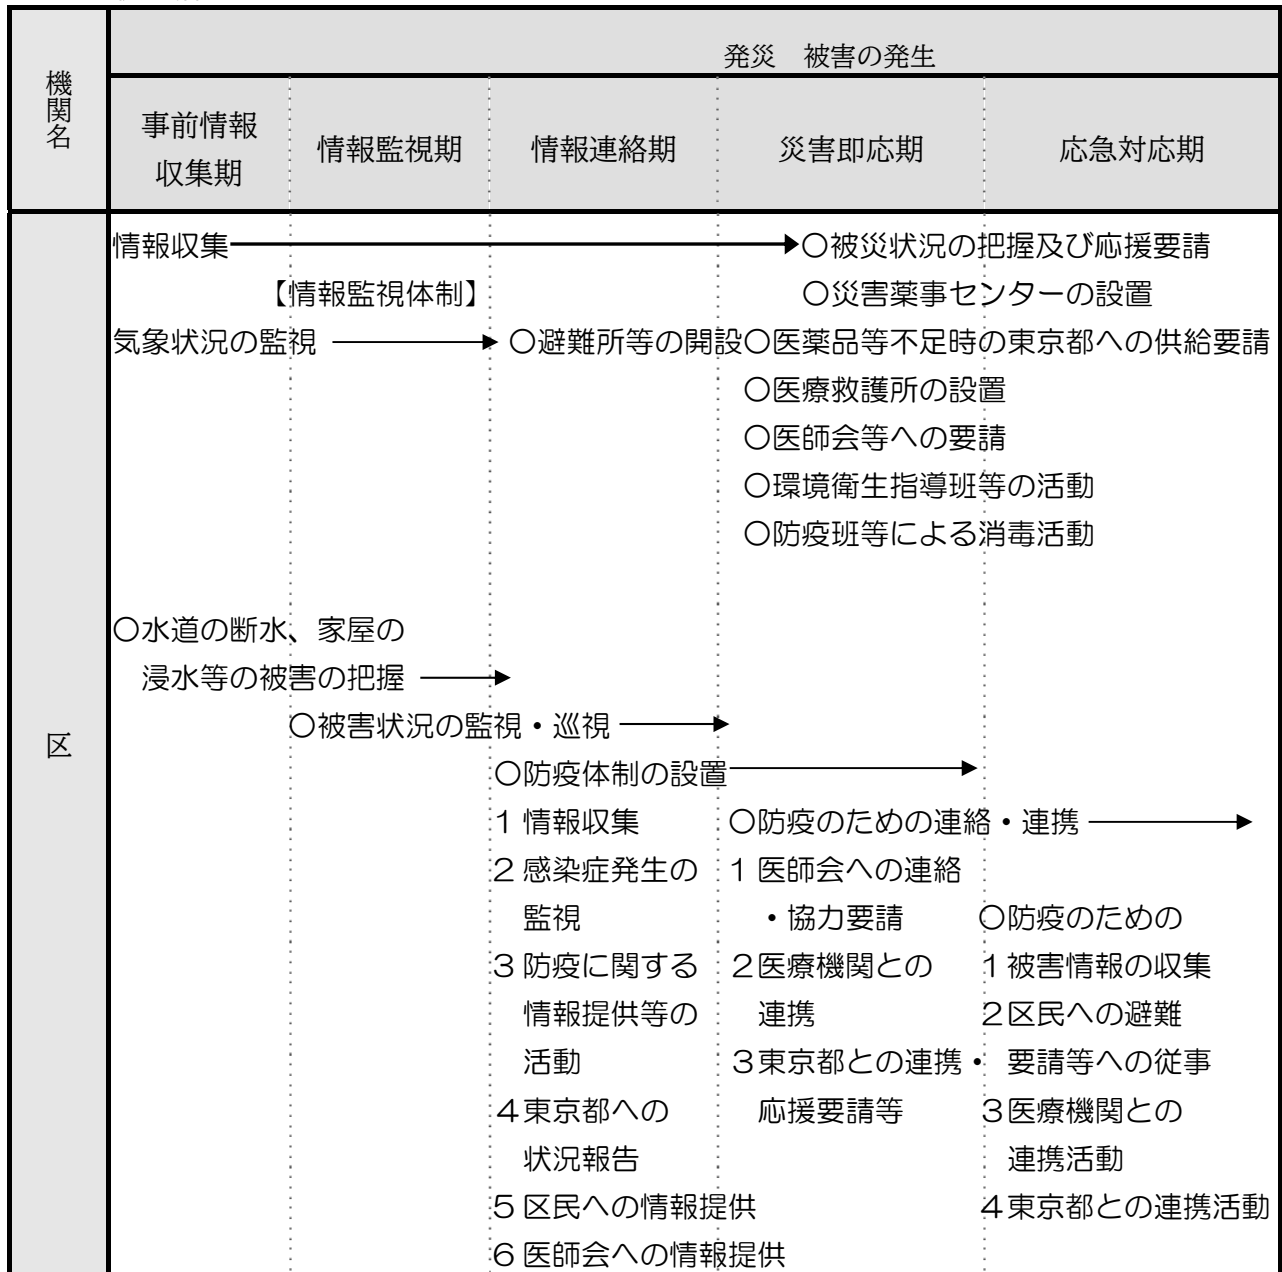 機関名
発災 被害の発生
事前情報
収集期
情報監視期
情報連絡期
災害即応期
応急対応期
区
情報収集
○被災状況の把握及び応援要請
【情報監視体制】
○災害薬事センターの設置
気象状況の監視
○避難所等の開設
○医薬品等不足時の東京都への供給要請
○医療救護所の設置
○医師会等への要請
○環境衛生指導班等の活動
○防疫班等による消毒活動
○水道の断水、家屋の
浸水等の被害の把握
○被害状況の監視・巡視
○防疫体制の設置
1 情報収集
2 感染症発生の
監視
3 防疫に関する
情報提供等の
活動
4東京都への
状況報告
5 区民への情報提供
6 医師会への情報提供
○防疫のための連絡・連携
1 医師会への連絡
・協力要請
2医療機関との
連携
3東京都との連携・
応援要請等
○防疫のための
1 被害情報の収集
2区民への避難
要請等への従事
3医療機関との
連携活動
4東京都との連携活動